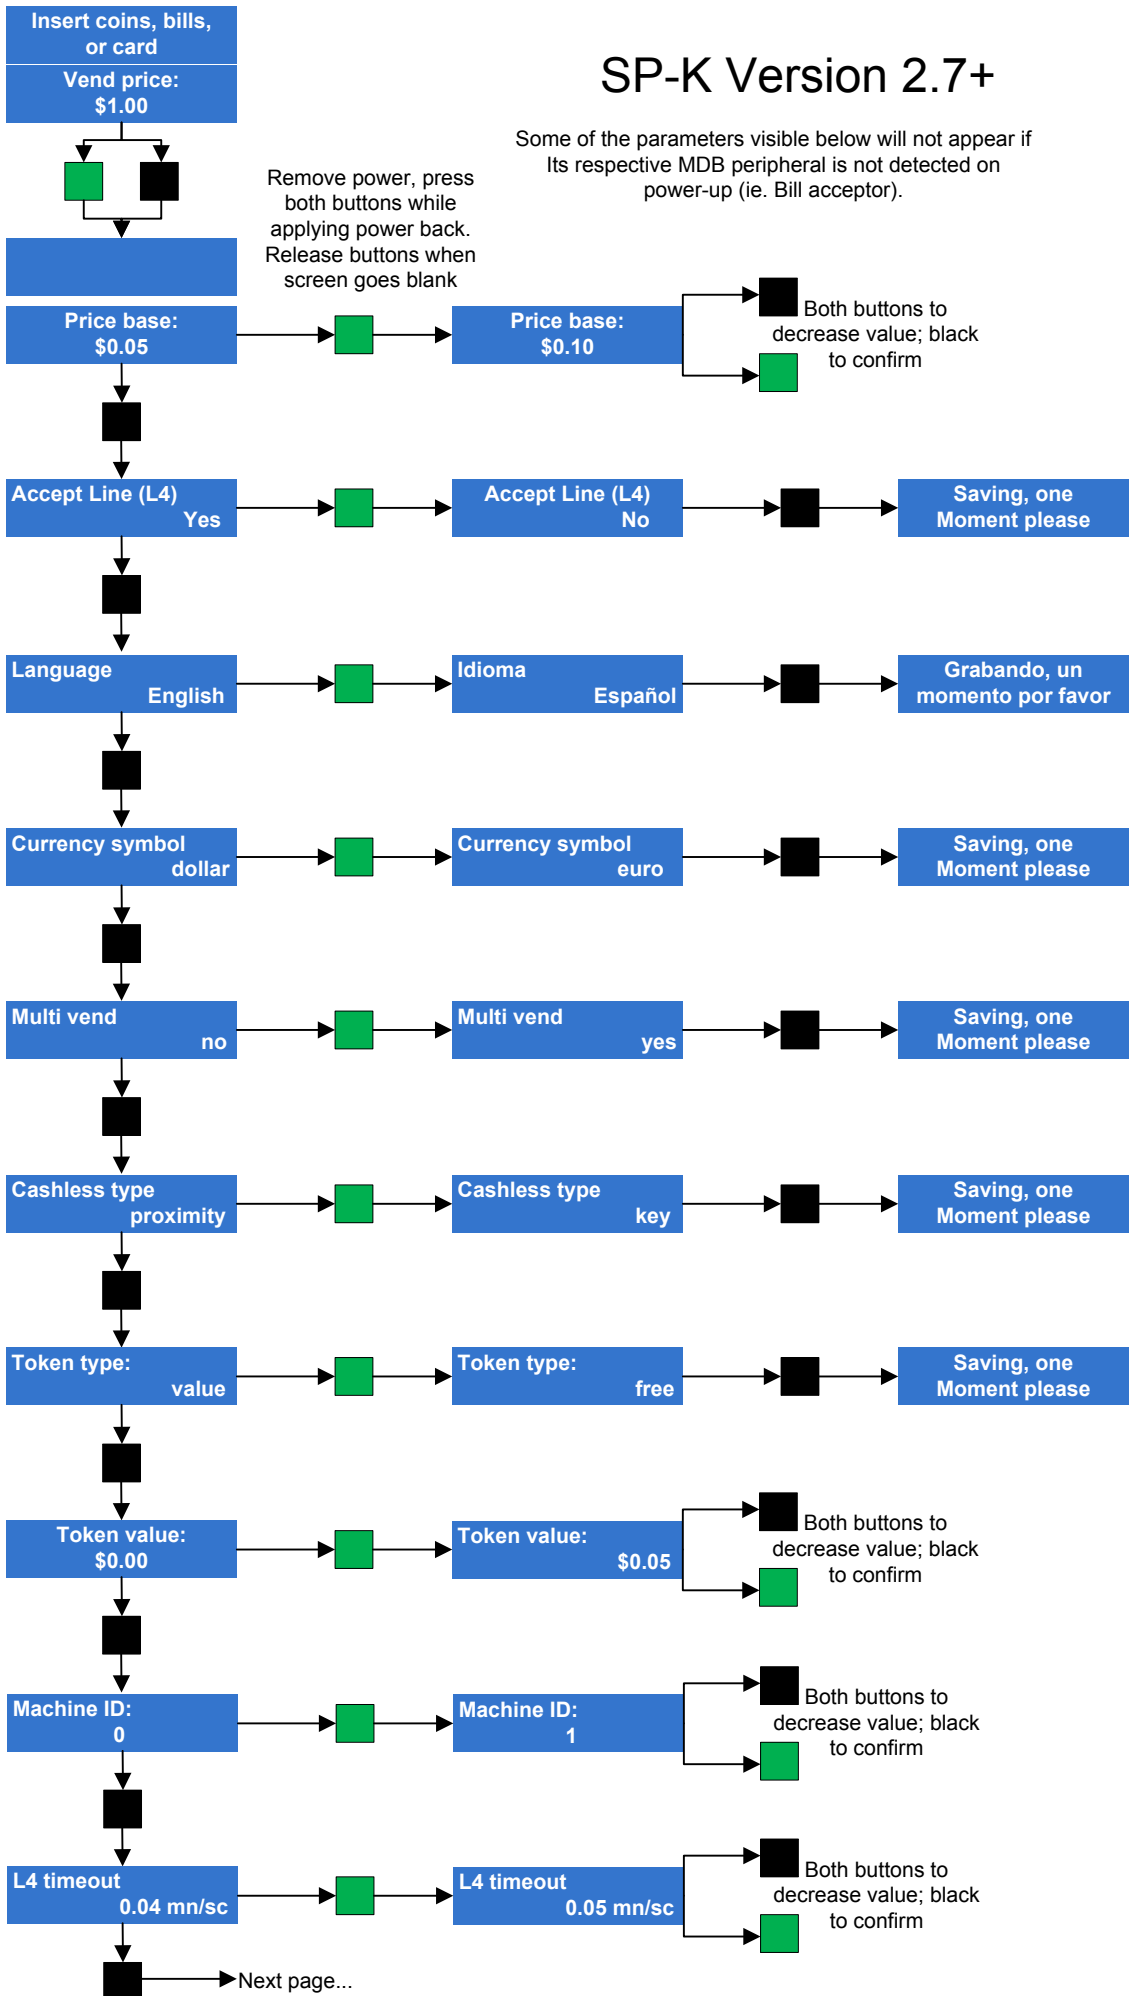 Insert coins, bills,
or card
Vend price:
$1.00
SP-K Version 2.7+
Some of the parameters visible below will not appear if
Its respective MDB peripheral is not detected on
power-up (ie. Bill acceptor).
Remove power, press
both buttons while
applying power back.
Release buttons when
screen goes blank
Price base:
$0.05
Price base:
$0.10
Both buttons to
decrease value; black
to confirm
Accept Line (L4)
Yes
Accept Line (L4)
No
Saving, one
Moment please
Language
English
Idioma
Español
Grabando, un
momento por favor
Currency symbol
dollar
Currency symbol
euro
Saving, one
Moment please
Multi vend
no
Multi vend
yes
Saving, one
Moment please
Cashless type
proximity
Cashless type
key
Saving, one
Moment please
Token type:
value
Token type:
free
Saving, one
Moment please
Token value:
$0.00
Token value:
$0.05
Both buttons to
decrease value; black
to confirm
Machine ID:
0
Machine ID:
1
Both buttons to
decrease value; black
to confirm
L4 timeout
0.04 mn/sc
L4 timeout
0.05 mn/sc
Both buttons to
decrease value; black
to confirm
Next page...